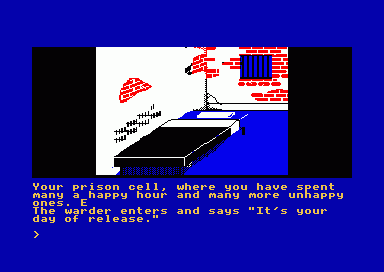 Your prison cell, where you have spent
many a happy hour and many more unhappy
ones. E
The warder enters and says "It's your
day of release."
>